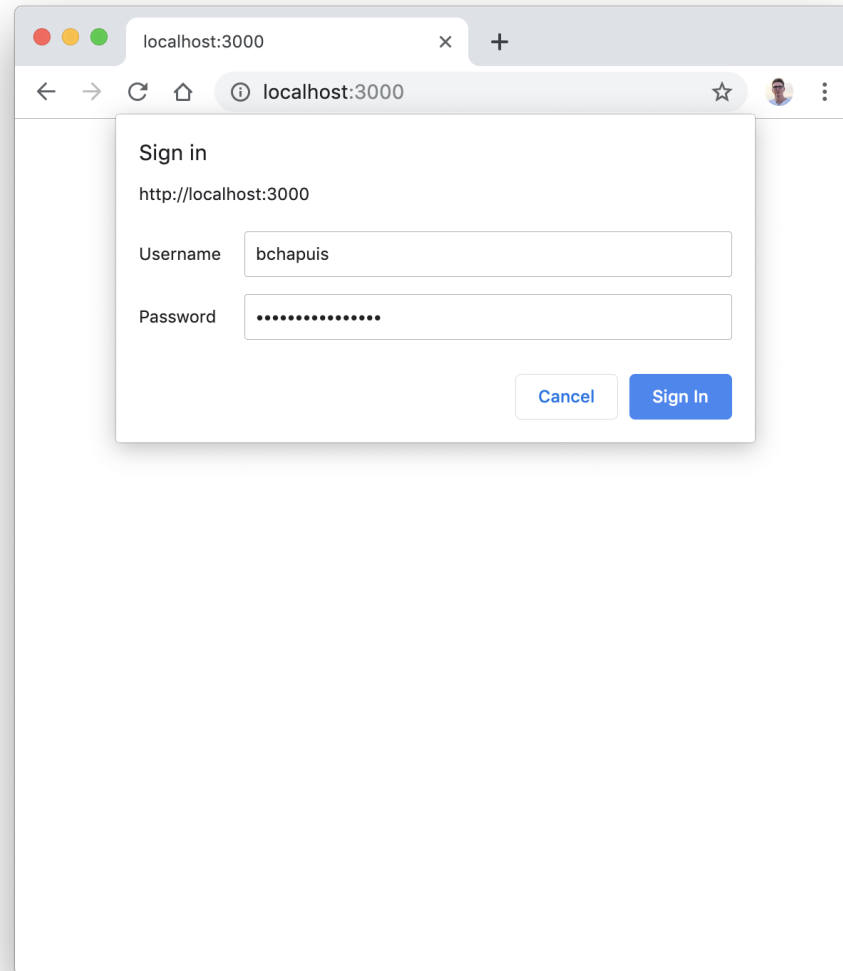 localhost:3000
localhost:3000
Sign in
http://localhost:3000
Username bchapuis
Password ••••••••••••••••
Cancel Sign In